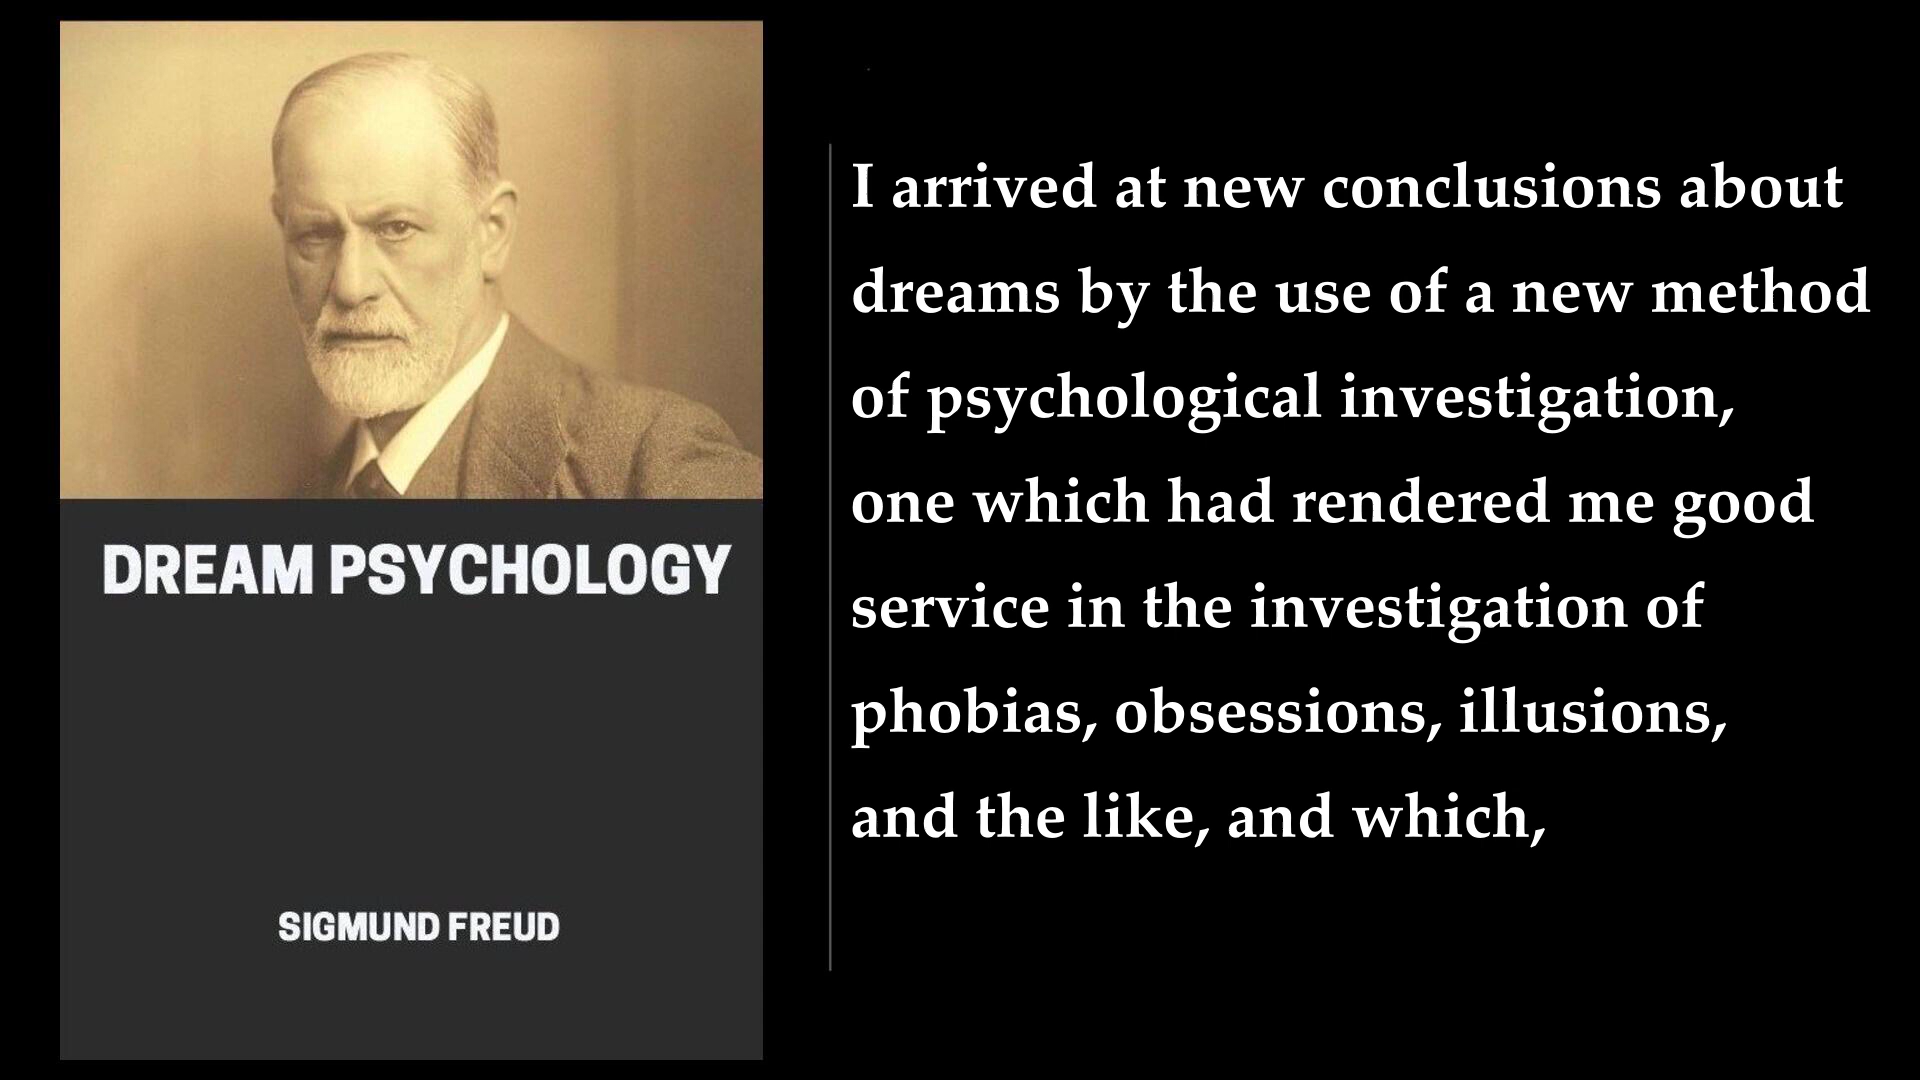 DREAM PSYCHOLOGY
SIGMUND FREUD
I arrived at new conclusions about
dreams by the use of a new method
of psychological investigation,
one which had rendered me good
service in the investigation of
phobias, obsessions, illusions,
and the like, and which,